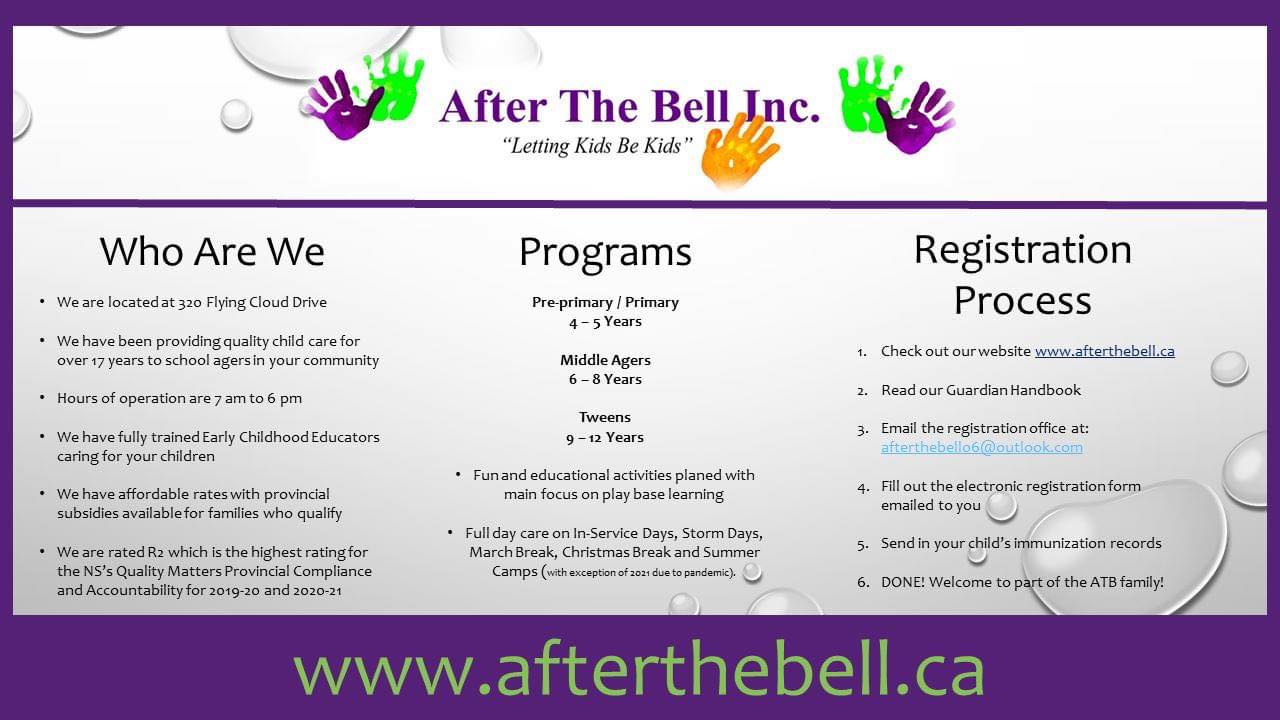 After The Bell Inc.
“Letting Kids Be Kids”
Who Are We
• We are located at 320 Flying Cloud Drive
• We have been providing quality child care for
over 17 years to school agers in your community
• Hours of operation are 7 am to 6 pm
• We have fully trained Early Childhood Educators
caring for your children
• We have affordable rates with provincial
subsidies available for families who qualify
• We are rated R2 which is the highest rating for
the NS’s Quality Matters Provincial Compliance
and Accountability for 2019-20 and 2020-21
Programs
Pre-primary / Primary
4 – 5 Years
Middle Agers
6 – 8 Years
Tweens
9 – 12 Years
• Fun and educational activities planed with
main focus on play base learning
• Full day care on In-Service Days, Storm Days,
March Break, Christmas Break and Summer
Camps (with exception of 2021 due to pandemic).
Registration
Process
1. Check out our website www.afterthebell.ca
2. Read our Guardian Handbook
3. Email the registration office at:
afterthebell06@outlook.com
4. Fill out the electronic registration form
emailed to you
5. Send in your child’s immunization records
6. DONE! Welcome to part of the ATB family!
www.afterthebell.ca